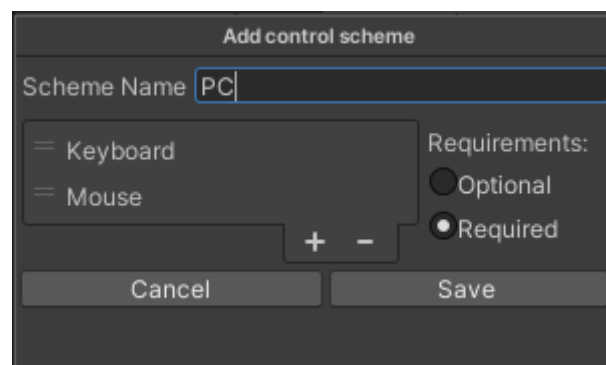 Add control scheme
Scheme Name PC
Keyboard
Mouse
Requirements:
Optional
Required
+ -
Cancel
Save